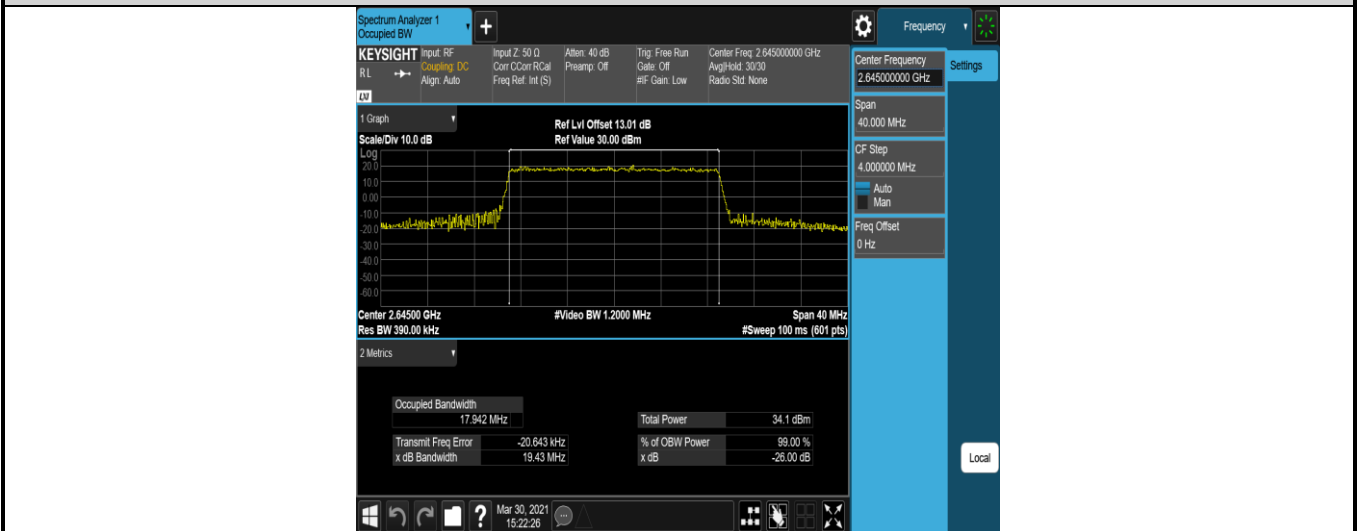 Spectrum Analyzer 1
Occupied BW
+
Frequency
KEYSIGHT Input: RF Input Z: 50 Ω Atten: 40 dB Trig: Free Run Center Freq: 2.645000000 GHz
RL Coupling: DC Corr CCorr RCal Preamp: Off Gate: Off Avg|Hold: 30/30
Align: Auto Freq Ref: Int (S) #IF Gain: Low Radio Std: None
LXI
Center Frequency
2.645000000 GHz
Settings
Span
40.000 MHz
CF Step
4.000000 MHz
Auto
Man
Freq Offset
0 Hz
Local
1 Graph
Ref Lvl Offset 13.01 dB
Scale/Div 10.0 dB Ref Value 30.00 dBm
Log
20.0
10.0
0.00
-10.0
-20.0
-30.0
-40.0
-50.0
-60.0
Center 2.64500 GHz #Video BW 1.2000 MHz Span 40 MHz
Res BW 390.00 kHz #Sweep 100 ms (601 pts)
2 Metrics
Occupied Bandwidth
17.942 MHz Total Power 34.1 dBm
Transmit Freq Error -20.643 kHz % of OBW Power 99.00 %
x dB Bandwidth 19.43 MHz x dB -26.00 dB
? Mar 30, 2021
15:22:26